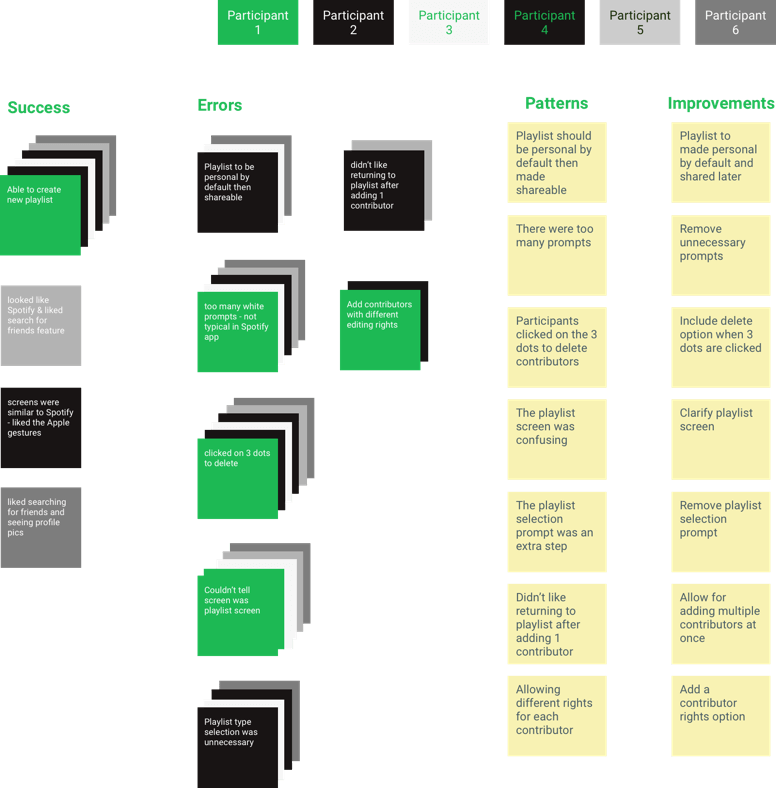 Participant
1
Participant
2
Participant
3
Participant
4
Participant
5
Participant
6
Success
Able to create
new playlist
looked like
Spotify & liked
search for
friends feature
screens were
similar to Spotify
- liked the Apple
gestures
liked searching
for friends and
seeing profile
pics
Errors
Playlist to be
personal by
default then
shareable
didn't like
returning to
playlist after
adding 1
contributor
too many white
prompts - not
typical in Spotify
app
Add contributors
with different
editing rights
clicked on 3 dots
to delete
Couldn't tell
screen was
playlist screen
Playlist type
selection was
unnecessary
Patterns
Playlist should
be personal by
default then
made
shareable
There were too
many prompts
Participants
clicked on the 3
dots to delete
contributors
The playlist
screen was
confusing
The playlist
selection
prompt was an
extra step
Didn't like
returning to
playlist after
adding 1
contributor
Allowing
different rights
for each
contributor
Improvements
Playlist to
made personal
by default and
shared later
Remove
unnecessary
prompts
Include delete
option when 3
dots are clicked
Clarify playlist
screen
Remove playlist
selection
prompt
Allow for
adding multiple
contributors at
once
Add a
contributor
rights option